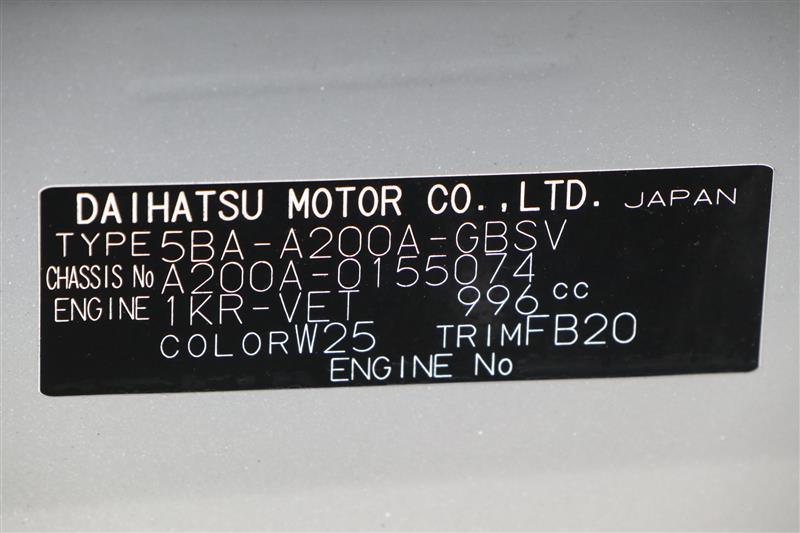 DAIHATSU MOTOR CO.,LTD. JAPAN
TYPE 5BA-A200A-GBSV
CHASSIS No A200A-0155074
ENGINE 1KR-VET 996 cc
COLOR W25 TRIM FB20
ENGINE No